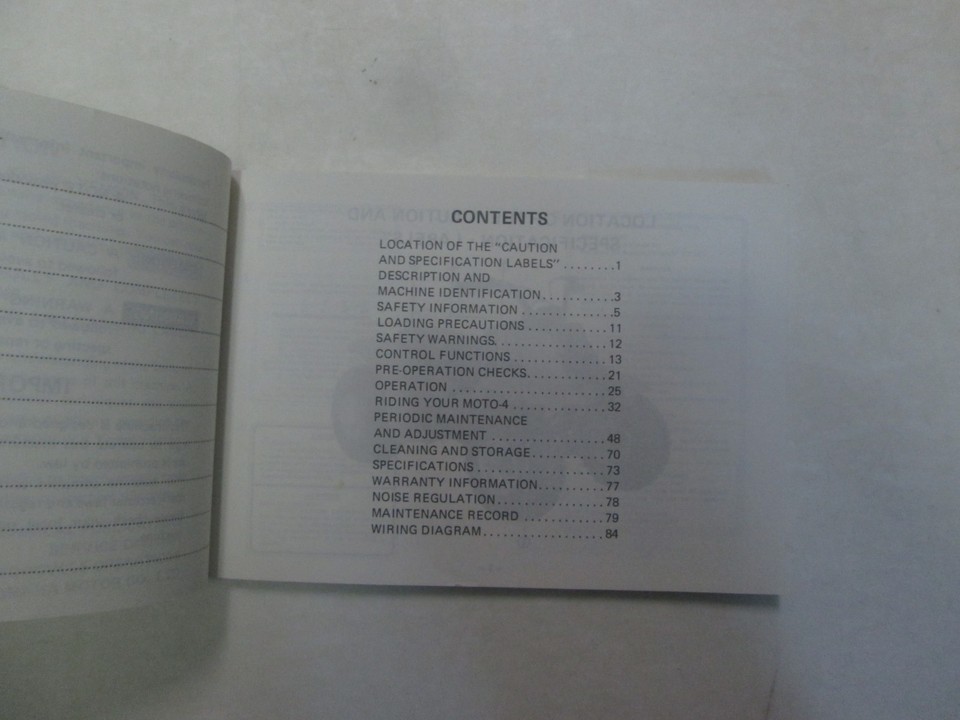 CONTENTS
LOCATION OF THE "CAUTION
AND SPECIFICATION LABELS" ........1
DESCRIPTION AND
MACHINE IDENTIFICATION...........3
SAFETY INFORMATION ..............5
LOADING PRECAUTIONS ............11
SAFETY WARNINGS.................12
CONTROL FUNCTIONS ..............13
PRE-OPERATION CHECKS............21
OPERATION .......................25
RIDING YOUR MOTO-4 ..............32
PERIODIC MAINTENANCE
AND ADJUSTMENT .................48
CLEANING AND STORAGE............70
SPECIFICATIONS ..................73
WARRANTY INFORMATION...........77
NOISE REGULATION................78
MAINTENANCE RECORD ............79
WIRING DIAGRAM..................84